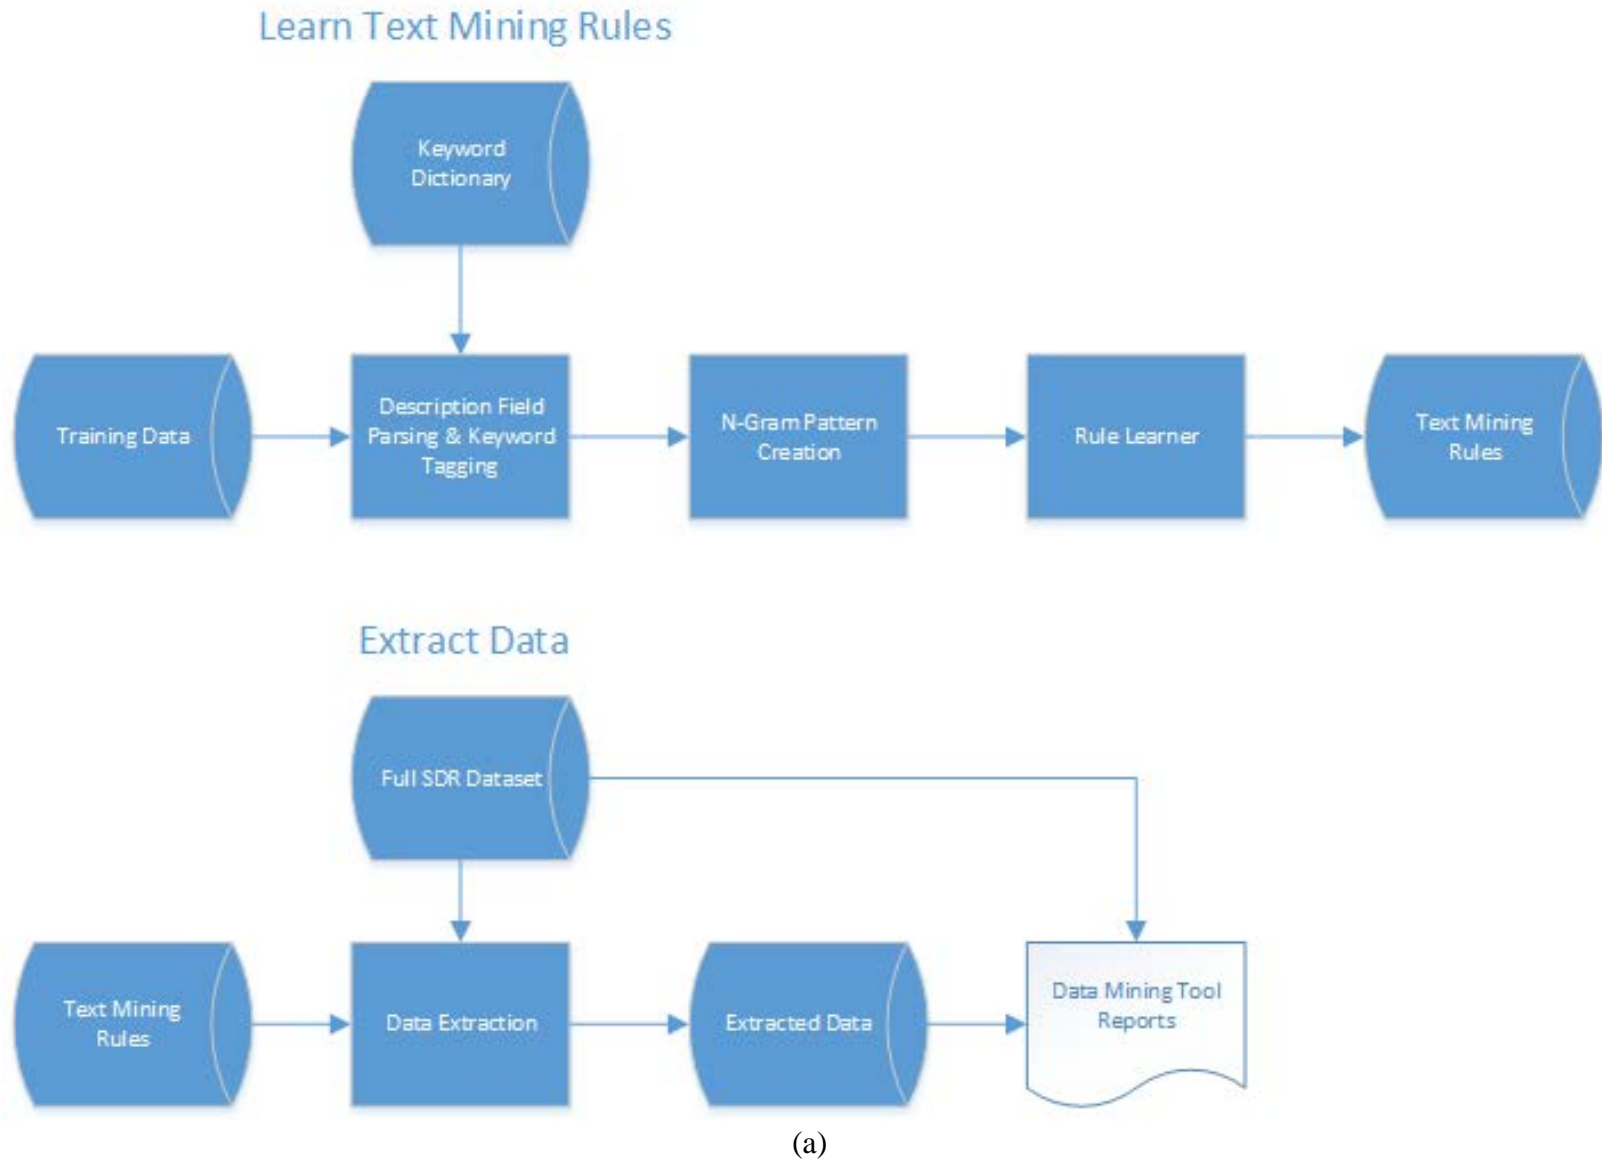 Learn Text Mining Rules
Keyword
Dictionary
Training Data
Description Field
Parsing & Keyword
Tagging
N-Gram Pattern
Creation
Rule Learner
Text Mining
Rules
Extract Data
Full SDR Dataset
Text Mining
Rules
Data Extraction
Extracted Data
Data Mining Tool
Reports
(a)